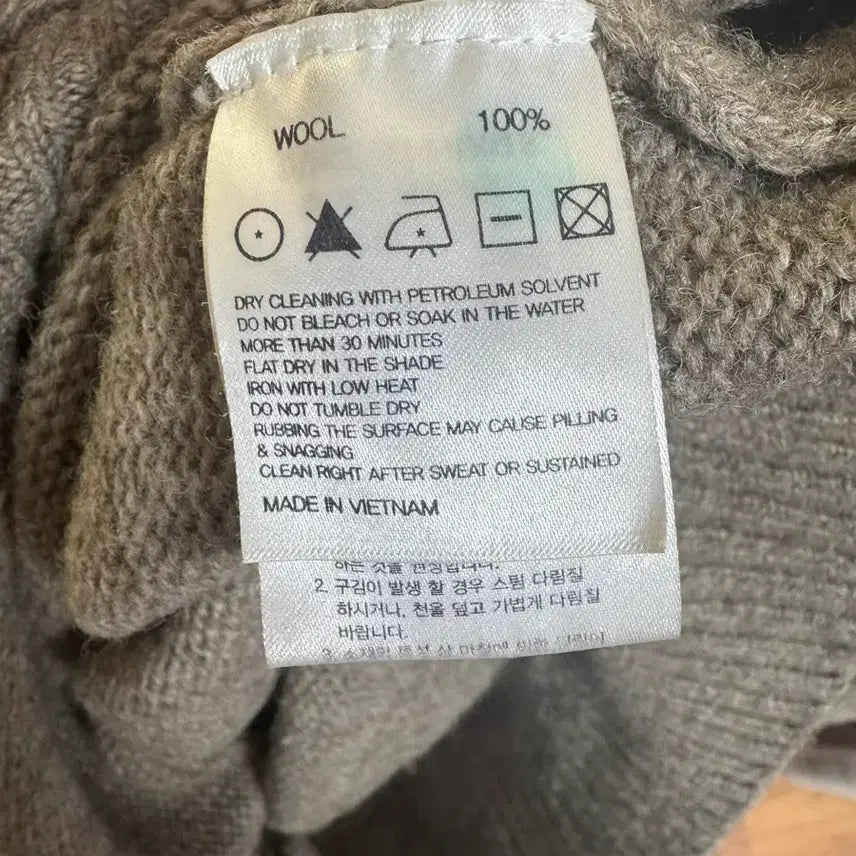 WOOL 100%
DRY CLEANING WITH PETROLEUM SOLVENT
DO NOT BLEACH OR SOAK IN THE WATER
MORE THAN 30 MINUTES
FLAT DRY IN THE SHADE
IRON WITH LOW HEAT
DO NOT TUMBLE DRY
RUBBING THE SURFACE MAY CAUSE PILLING
& SNAGGING
CLEAN RIGHT AFTER SWEAT OR SUSTAINED
MADE IN VIETNAM
하는 것을
2. 구김이 발생 할 경우 스팀 다림질
하시거나, 천을 덮고 가볍게 다림질
바랍니다.